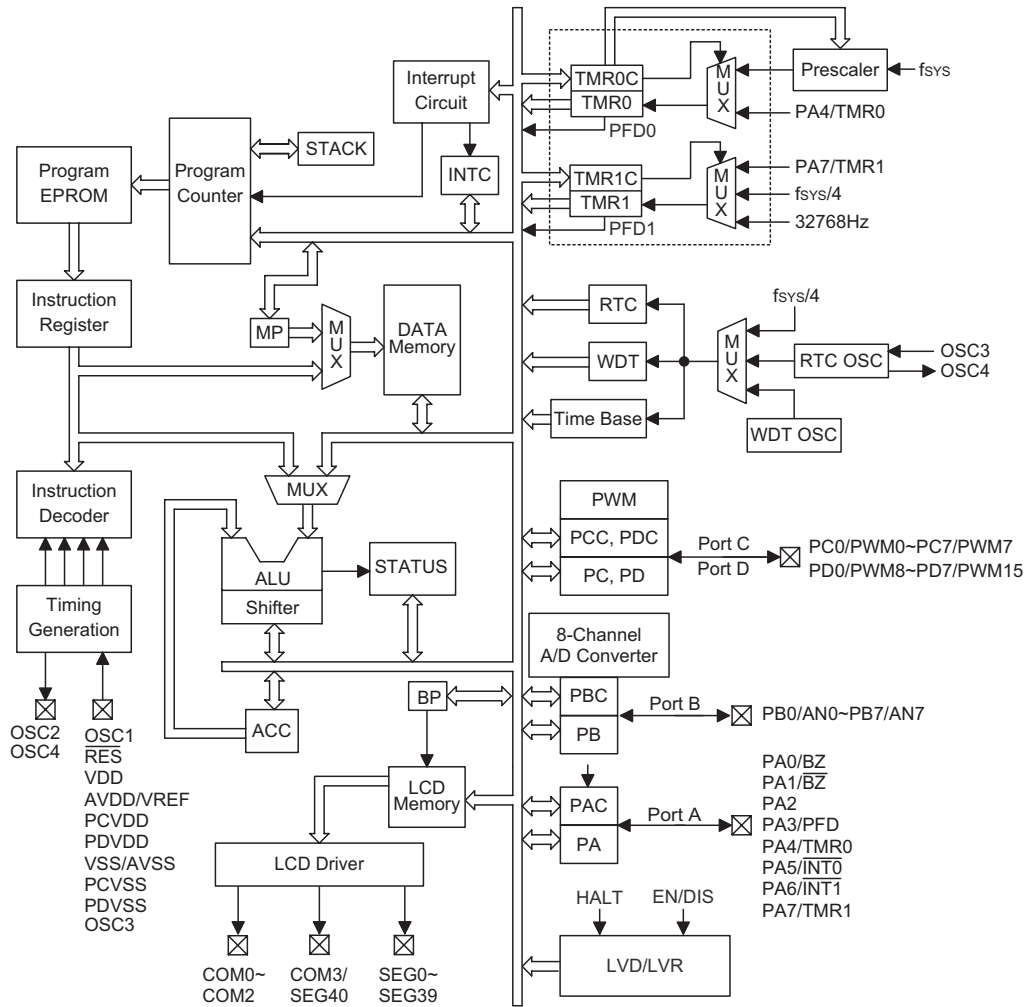 Interrupt
Circuit
STACK
INTC
Program
EPROM
Program
Counter
Instruction
Register
MP
MUX
DATA
Memory
Instruction
Decoder
MUX
ALU
Shifter
STATUS
Timing
Generation
OSC2
OSC4
OSC1
RES
VDD
AVDD/VREF
PCVDD
PDVDD
VSS/AVSS
PCVSS
PDVSS
OSC3
ACC
BP
LCD
Memory
LCD Driver
COM0~
COM2
COM3/
SEG40
SEG0~
SEG39
TMR0C
TMR0
PFD0
MUX
Prescaler
fSYS
PA4/TMR0
TMR1C
TMR1
PFD1
MUX
PA7/TMR1
fSYS/4
32768Hz
RTC
WDT
Time Base
MUX
fSYS/4
RTC OSC
OSC3
OSC4
WDT OSC
PWM
PCC, PDC
PC, PD
Port C
Port D
PC0/PWM0~PC7/PWM7
PD0/PWM8~PD7/PWM15
8-Channel
A/D Converter
PBC
PB
Port B
PB0/AN0~PB7/AN7
PAC
PA
Port A
PA0/BZ
PA1/BZ
PA2
PA3/PFD
PA4/TMR0
PA5/INT0
PA6/INT1
PA7/TMR1
HALT
EN/DIS
LVD/LVR